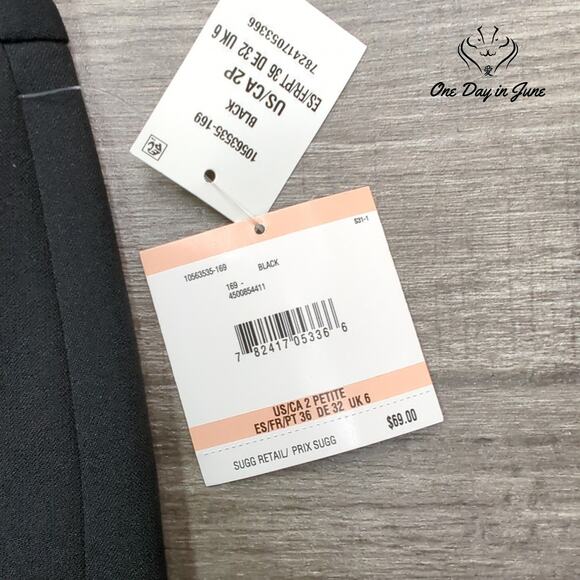 愛
One Day in June
782417053366
ES/FR/PT 36 DE 32 UK 6
US/CA 2P
BLACK
10563535-169
S31-1
10563535-169 BLACK
169 -
4500854411
7 82417 05336 6
US/CA 2 PETITE
ES/FR/PT 36 DE 32 UK 6
$69.00
SUGG RETAIL/ PRIX SUGG